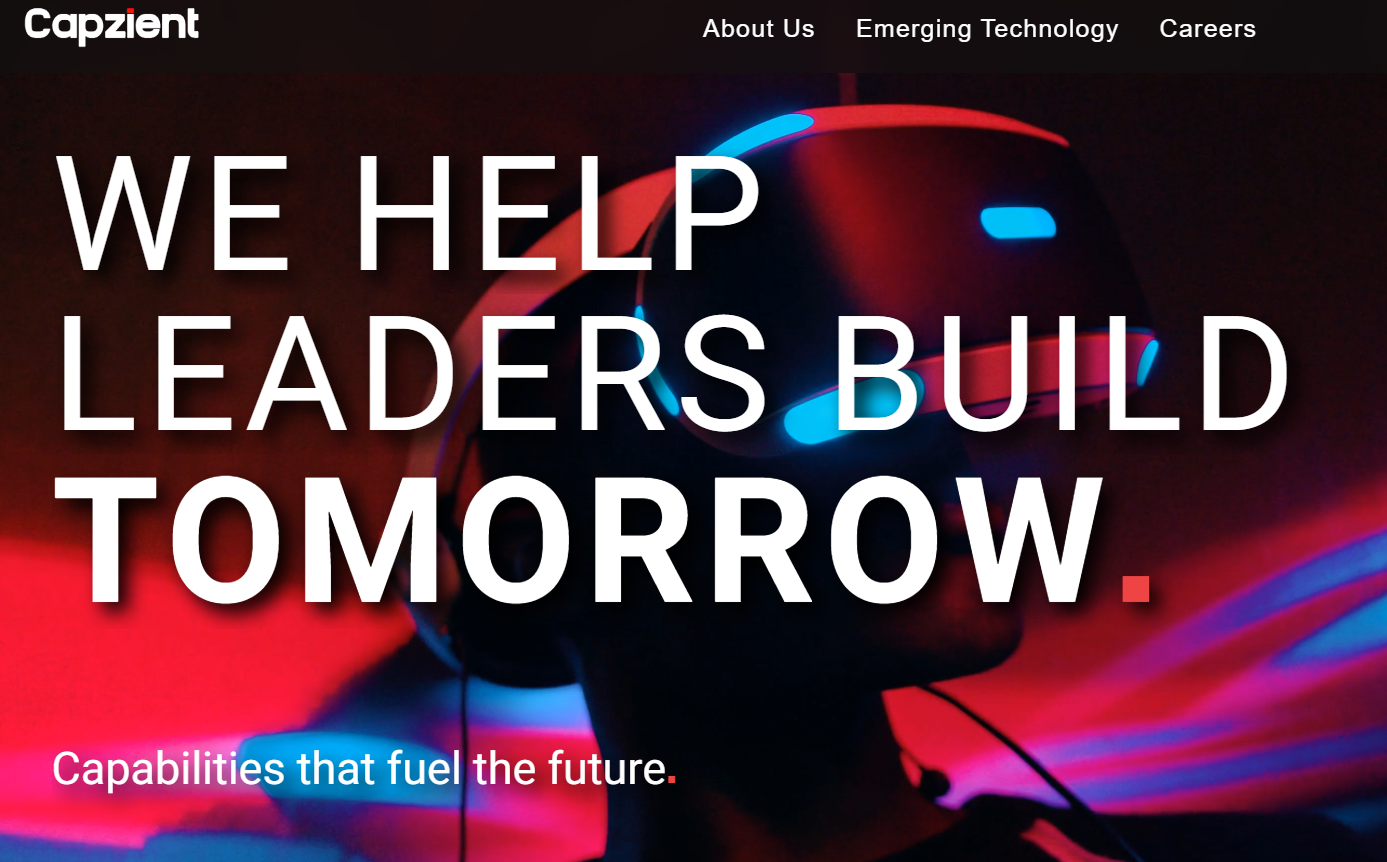 Capzient
About Us Emerging Technology Careers
WE HELP
LEADERS BUILD
TOMORROW.
Capabilities that fuel the future.